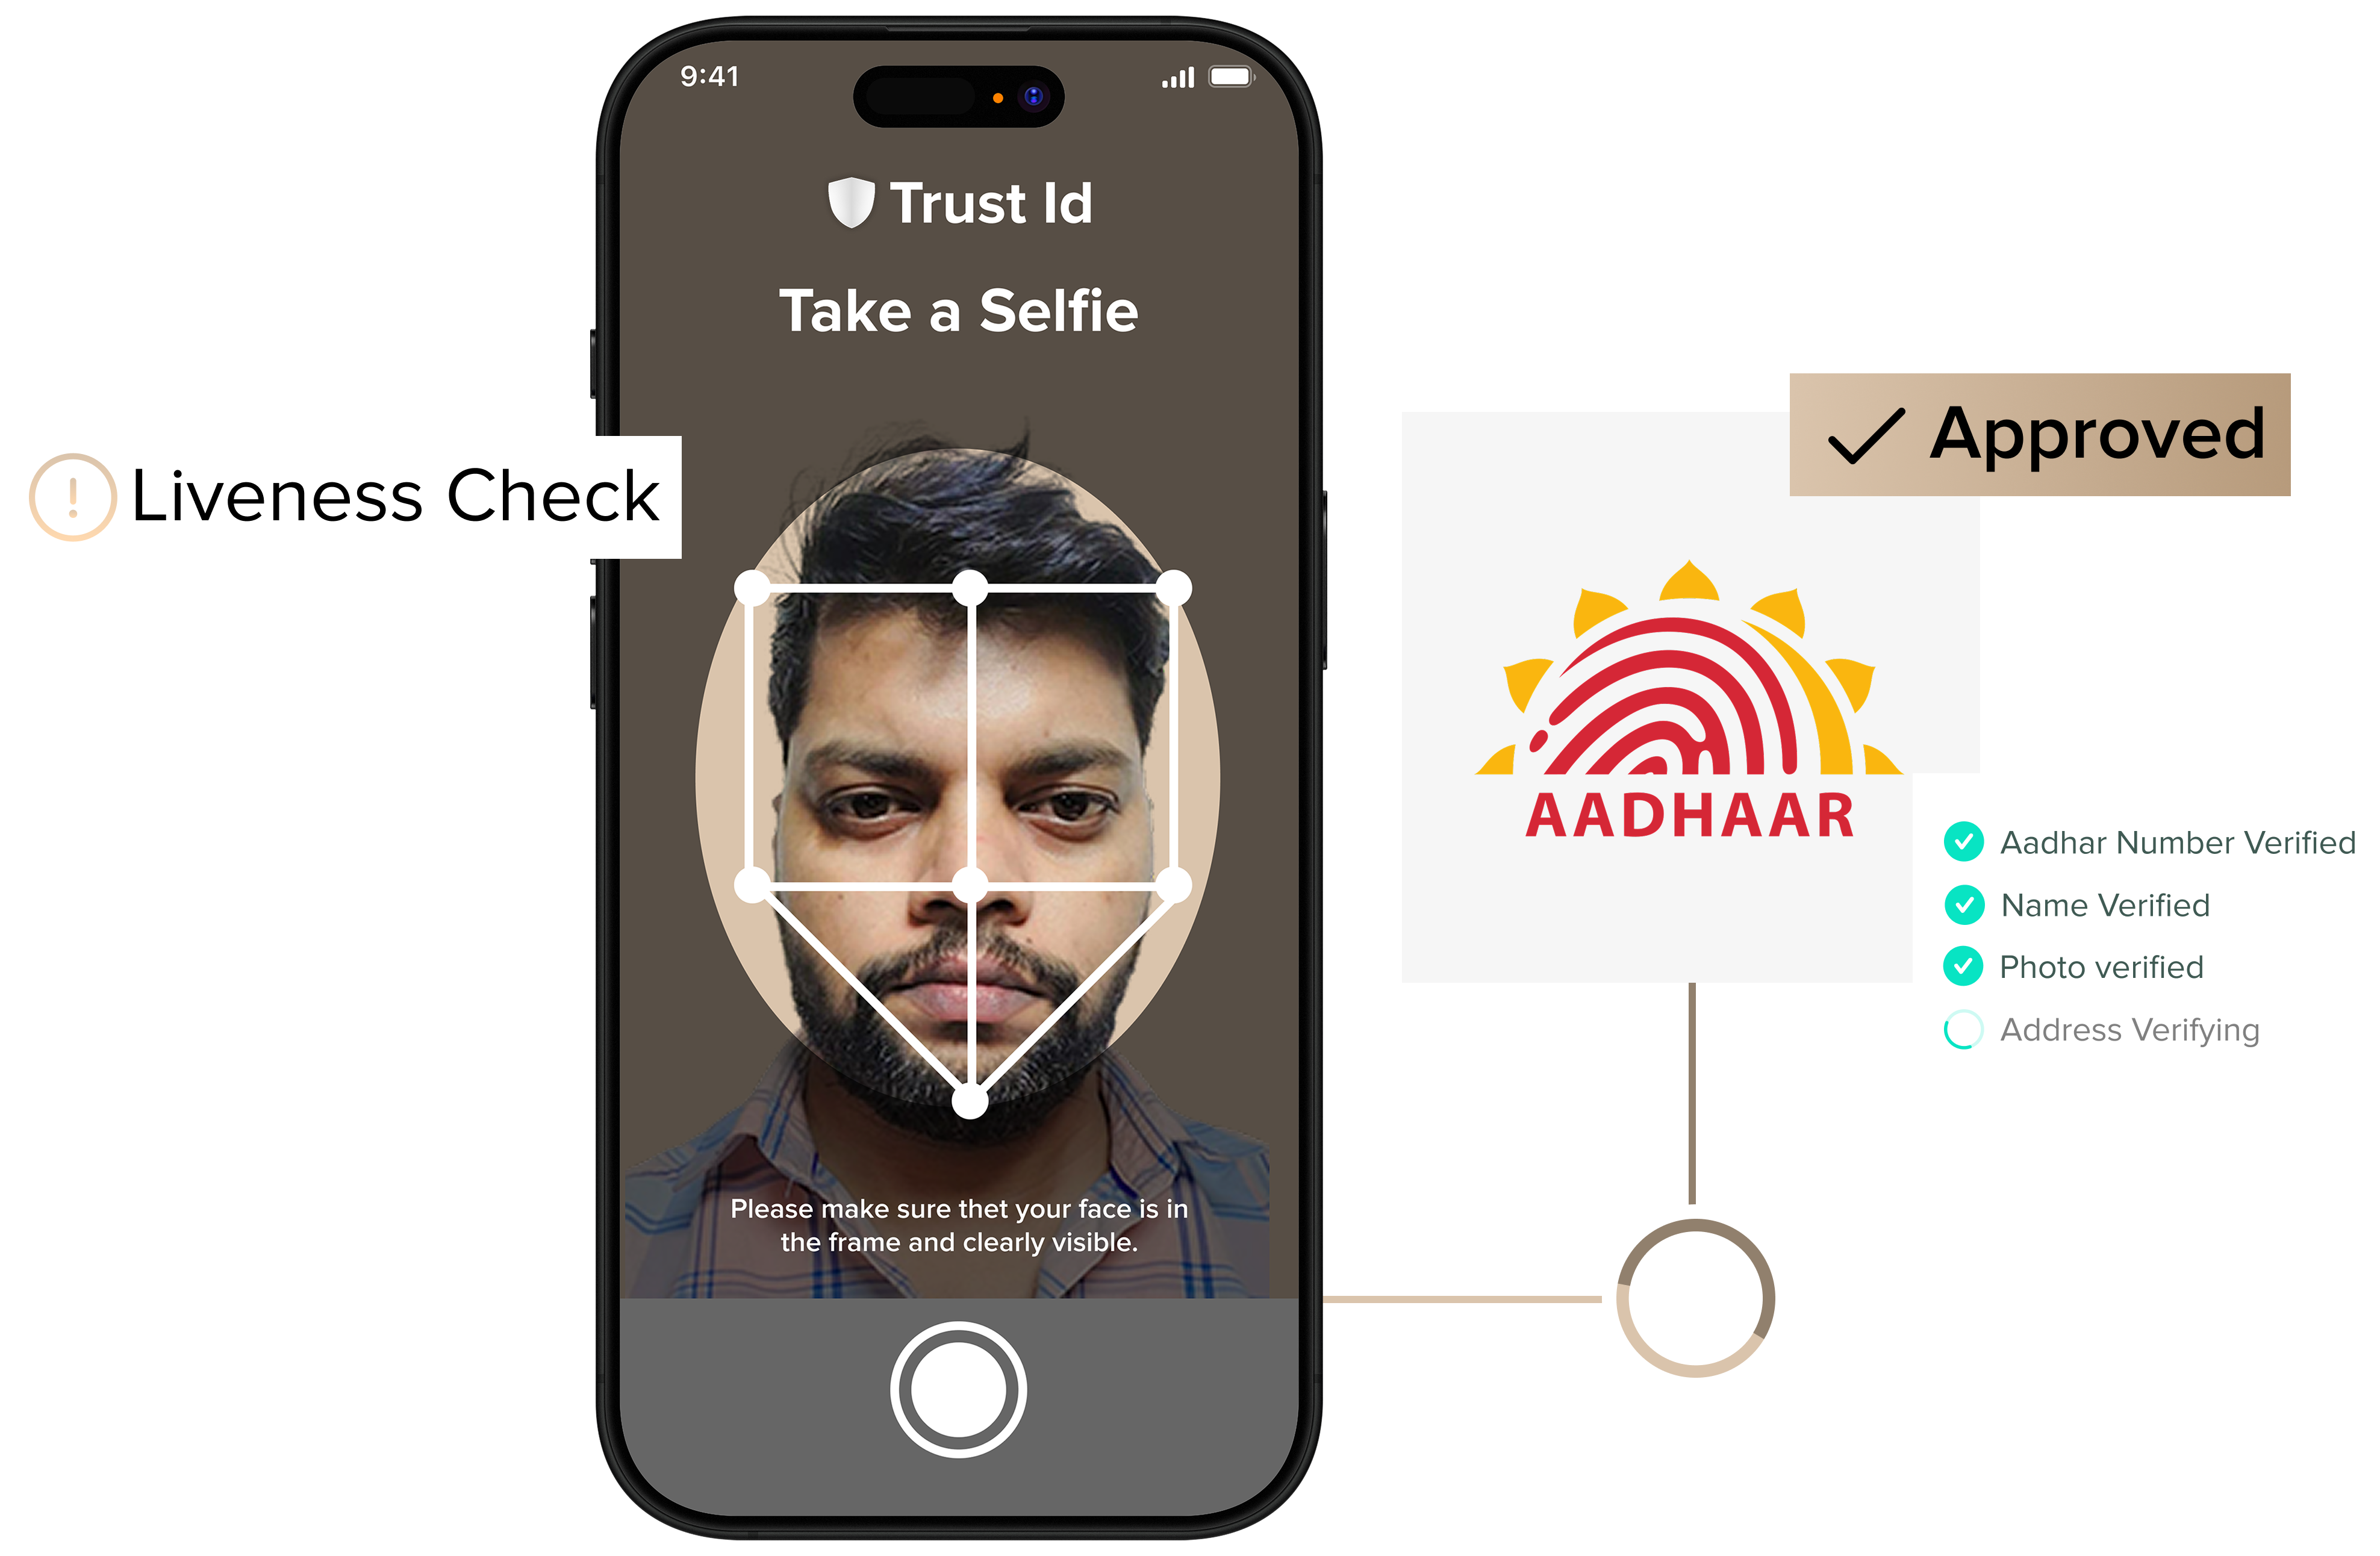 9:41
Trust Id
Take a Selfie
Liveness Check
Please make sure thet your face is in
the frame and clearly visible.
Approved
AADHAAR
Aadhar Number Verified
Name Verified
Photo verified
Address Verifying